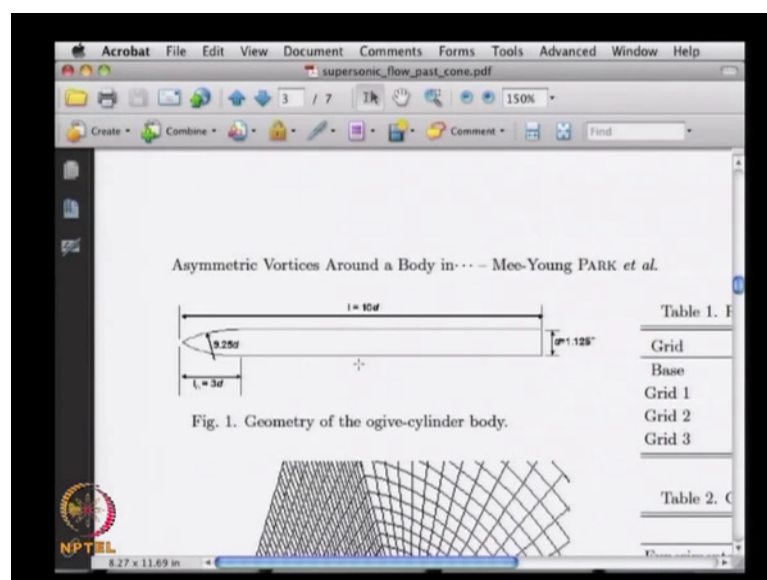 Acrobat File Edit View Document Comments Forms Tools Advanced Window Help
supersonic_flow_past_cone.pdf
3 / 7 150%
Create Combine Comment Find
Asymmetric Vortices Around a Body in··· – Mee-Young PARK et al.
l = 10d
Table 1.
9.25d
d=1.125"
Grid
Base
= 3d
Grid 1
Fig. 1. Geometry of the ogive-cylinder body.
Grid 2
Grid 3
Table 2.
NPTEL
8.27 x 11.69 in